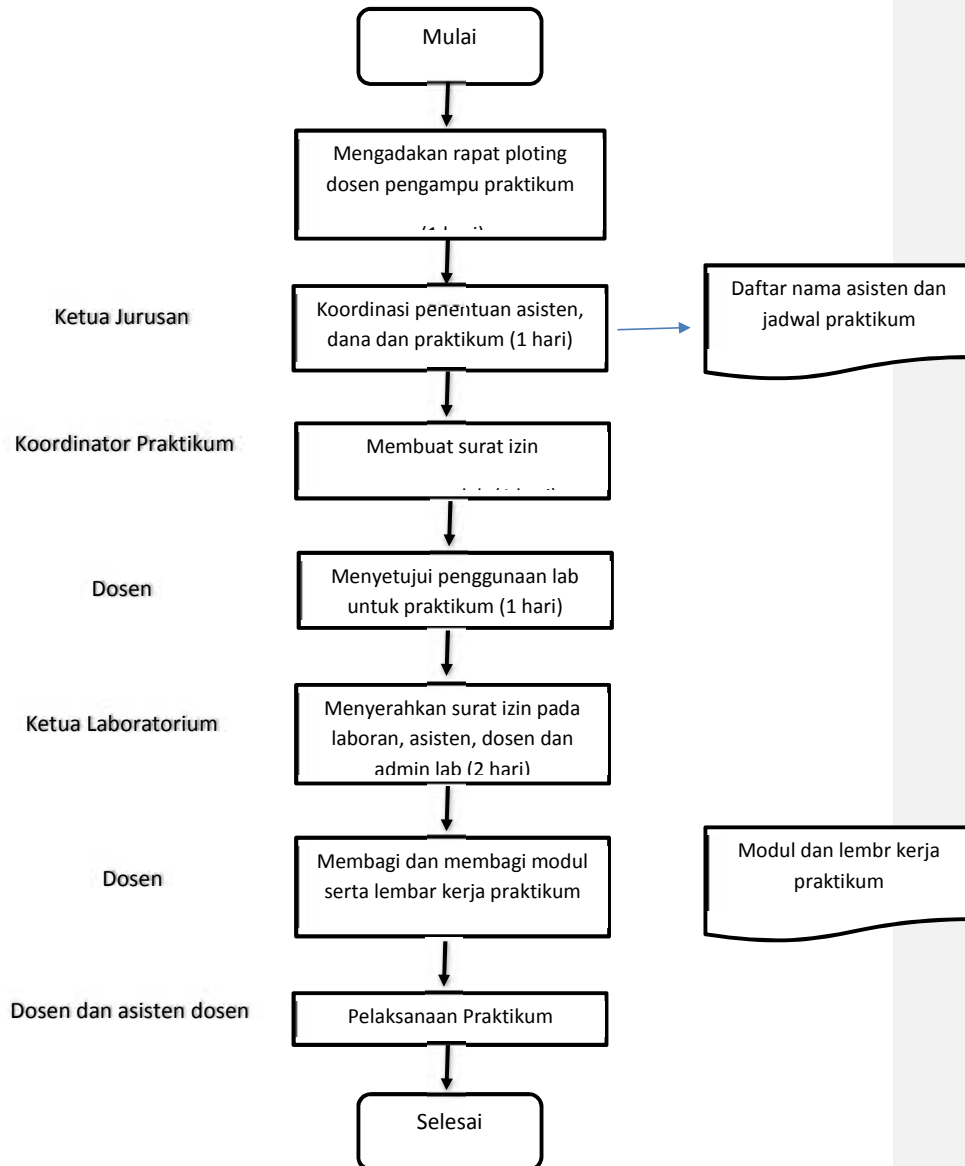 Mulai
Mengadakan rapat ploting
dosen pengampu praktikum
Ketua Jurusan
Koordinasi penentuan asisten,
dana dan praktikum (1 hari)
Daftar nama asisten dan
jadwal praktikum
Koordinator Praktikum
Membuat surat izin
Dosen
Menyetujui penggunaan lab
untuk praktikum (1 hari)
Ketua Laboratorium
Menyerahkan surat izin pada
laboran, asisten, dosen dan
admin lab (2 hari)
Dosen
Membagi dan membagi modul
serta lembar kerja praktikum
Modul dan lembr kerja
praktikum
Dosen dan asisten dosen
Pelaksanaan Praktikum
Selesai